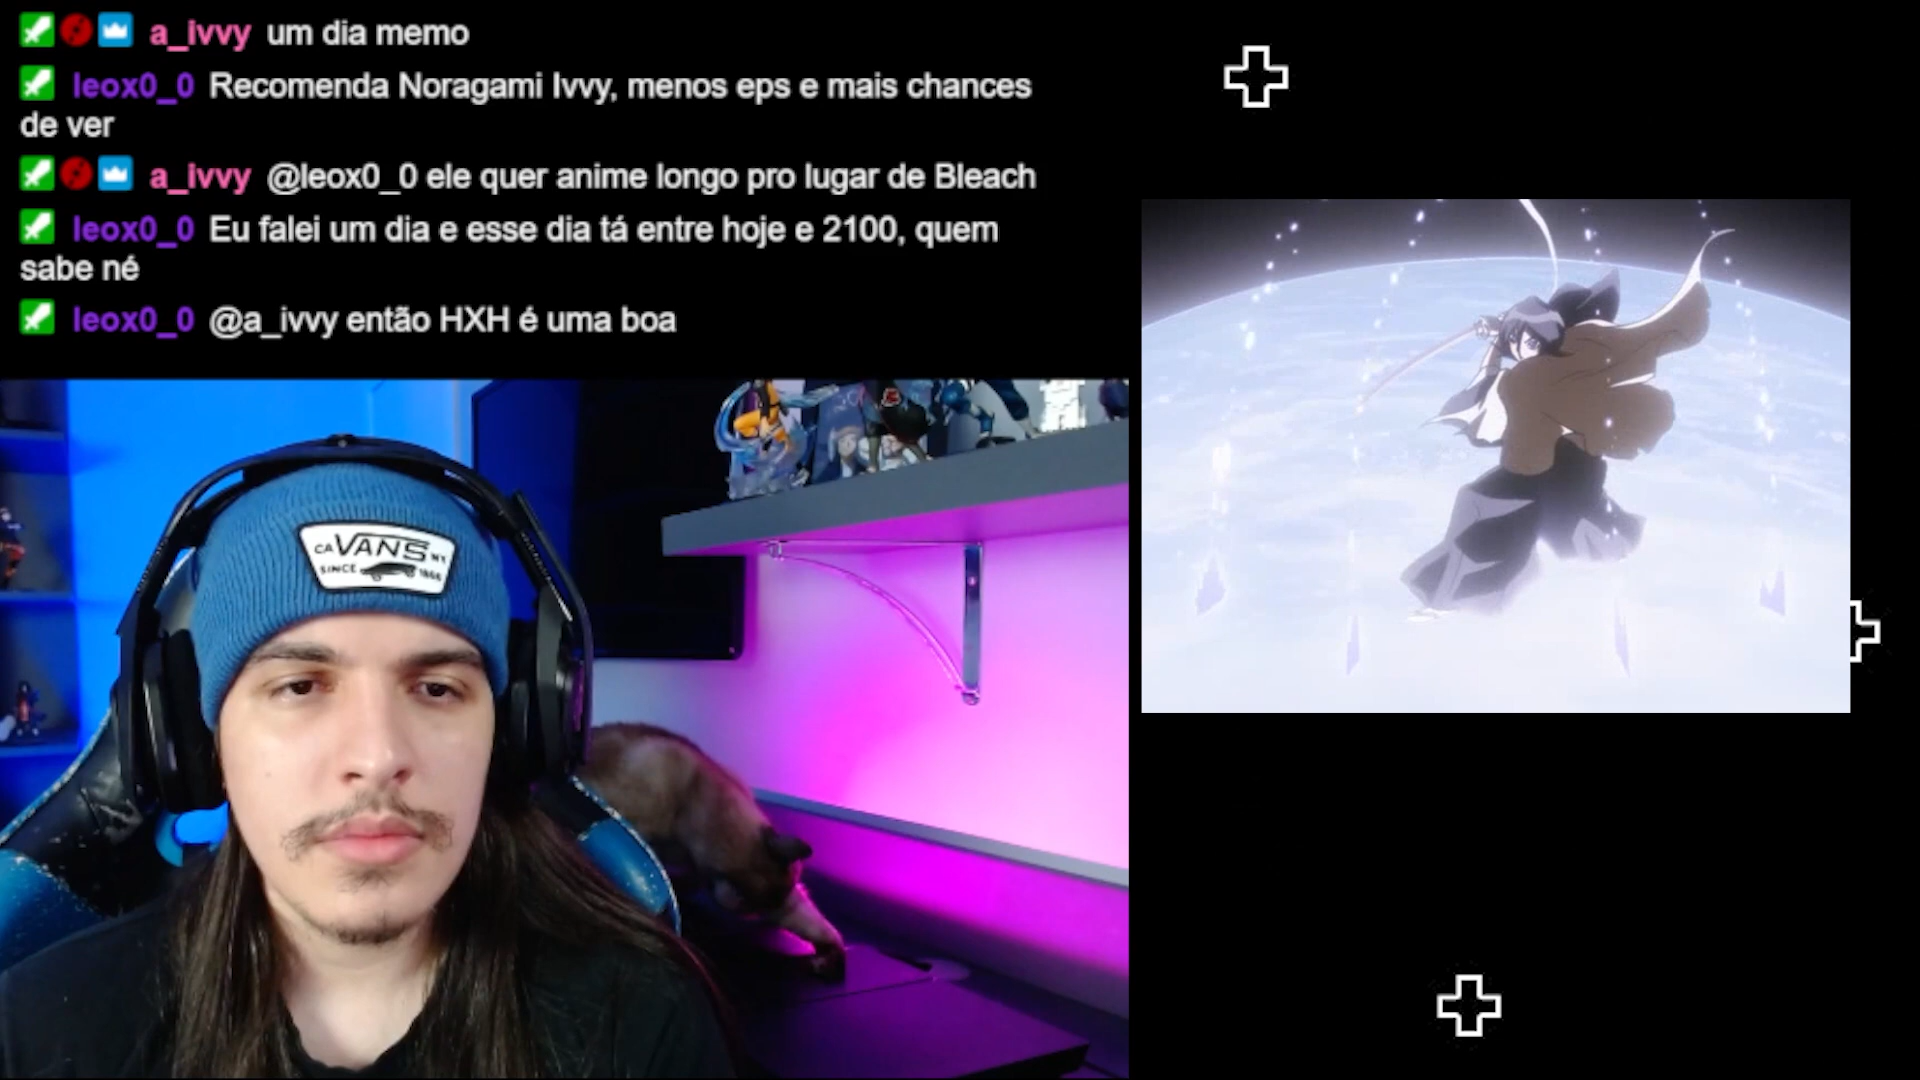 a_ivvy um dia memo
leox0_0 Recomenda Noragami Ivvy, menos eps e mais chances
de ver
a_ivvy @leox0_0 ele quer anime longo pro lugar de Bleach
leox0_0 Eu falei um dia e esse dia tá entre hoje e 2100, quem
sabe né
leox0_0 @a_ivvy então HXH é uma boa
CA VANS NY
SINCE 1966